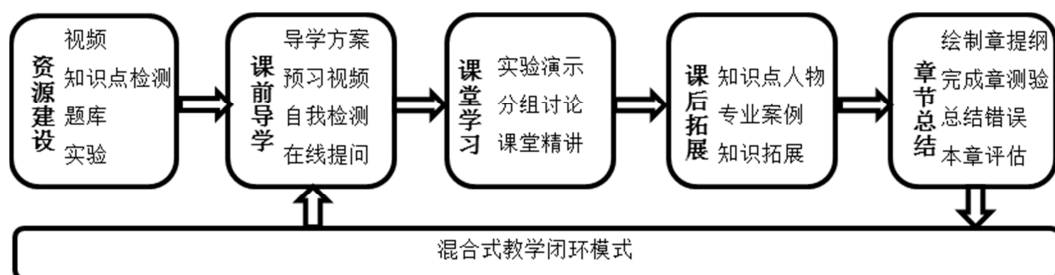 资源建设
视频
知识点检测
题库
实验
课前导学
导学方案
预习视频
自我检测
在线提问
课堂学习
实验演示
分组讨论
课堂精讲
课后拓展
知识点人物
专业案例
知识拓展
章节总结
绘制章提纲
完成章测验
总结错误
本章评估
混合式教学闭环模式